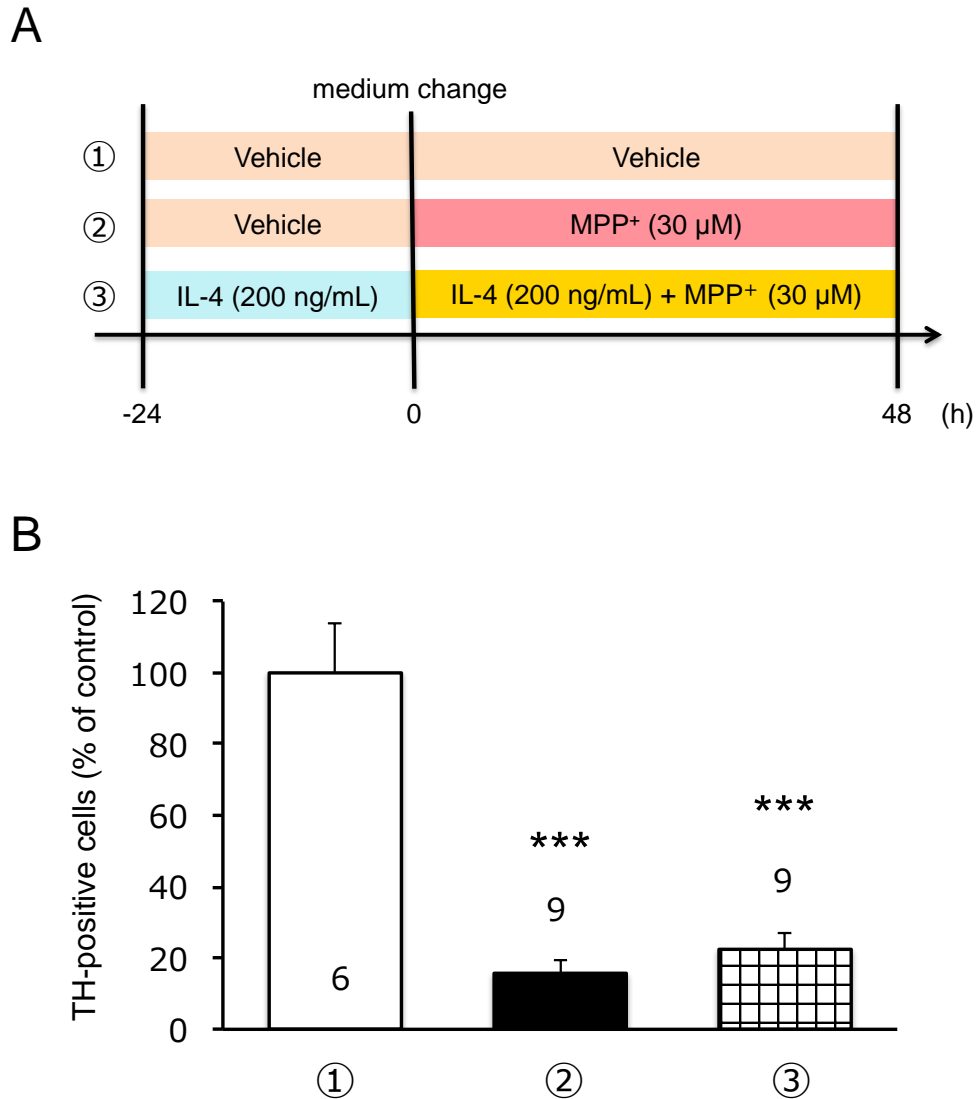 A
medium change
① Vehicle Vehicle
② Vehicle MPP⁺ (30 μM)
③ IL-4 (200 ng/mL) IL-4 (200 ng/mL) + MPP⁺ (30 μM)
-24 0 48 (h)
B
TH-positive cells (% of control)
120
100
80
60
40
20
0
***
***
9
9
6
① ② ③